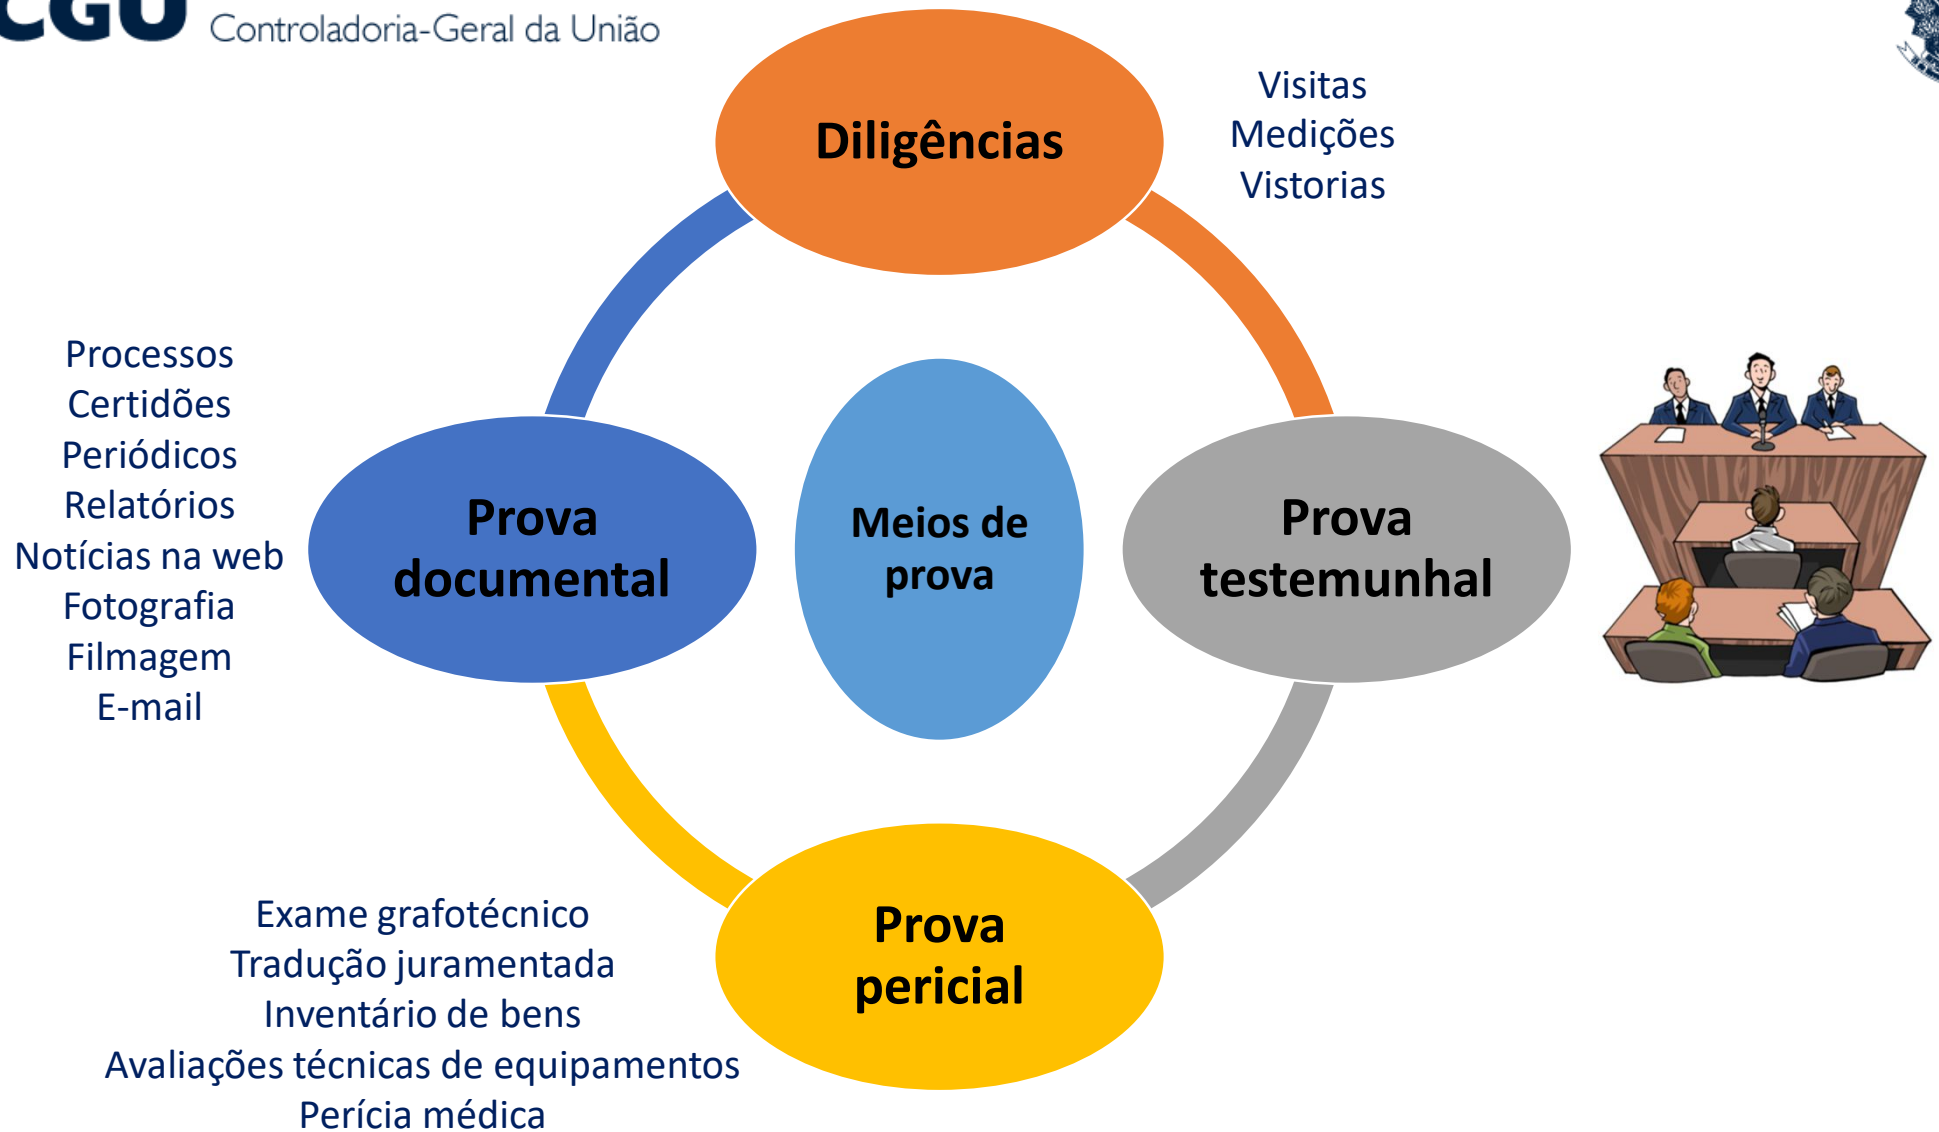 CGU Controladoria-Geral da União
Diligências
Visitas
Medições
Vistorias
Processos
Certidões
Periódicos
Relatórios
Notícias na web
Fotografia
Filmagem
E-mail
Prova
documental
Meios de
prova
Prova
testemunhal
Prova
pericial
Exame grafotécnico
Tradução juramentada
Inventário de bens
Avaliações técnicas de equipamentos
Perícia médica